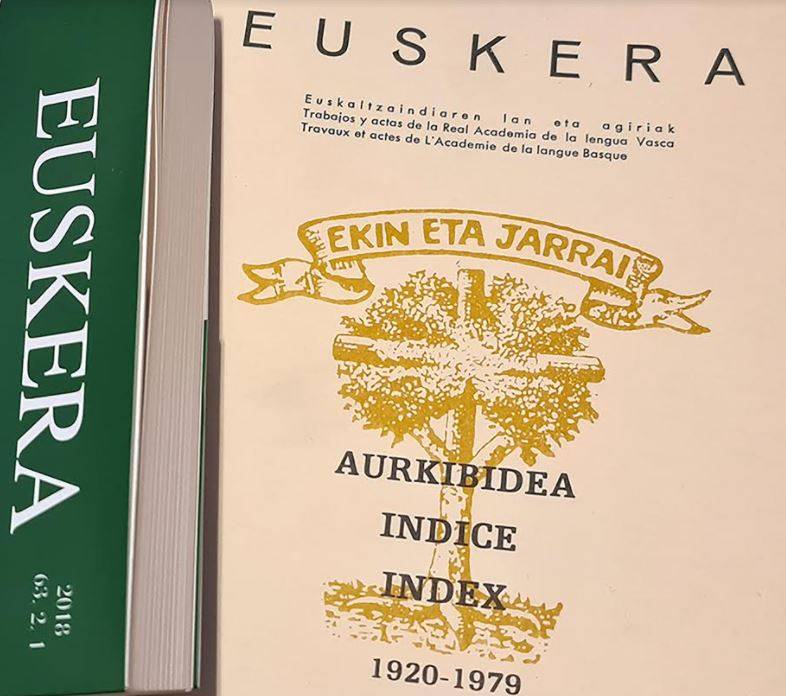 EUSKERA
2018
63, 2, 1
EUSKERA
Euskaltzaindiaren lan eta agiriak
Trabajos y actas de la Real Academia de la lengua Vasca
Travaux et actes de L'Academie de la langue Basque
EKIN ETA JARRAI
AURKIBIDEA
INDICE
INDEX
1920-1979